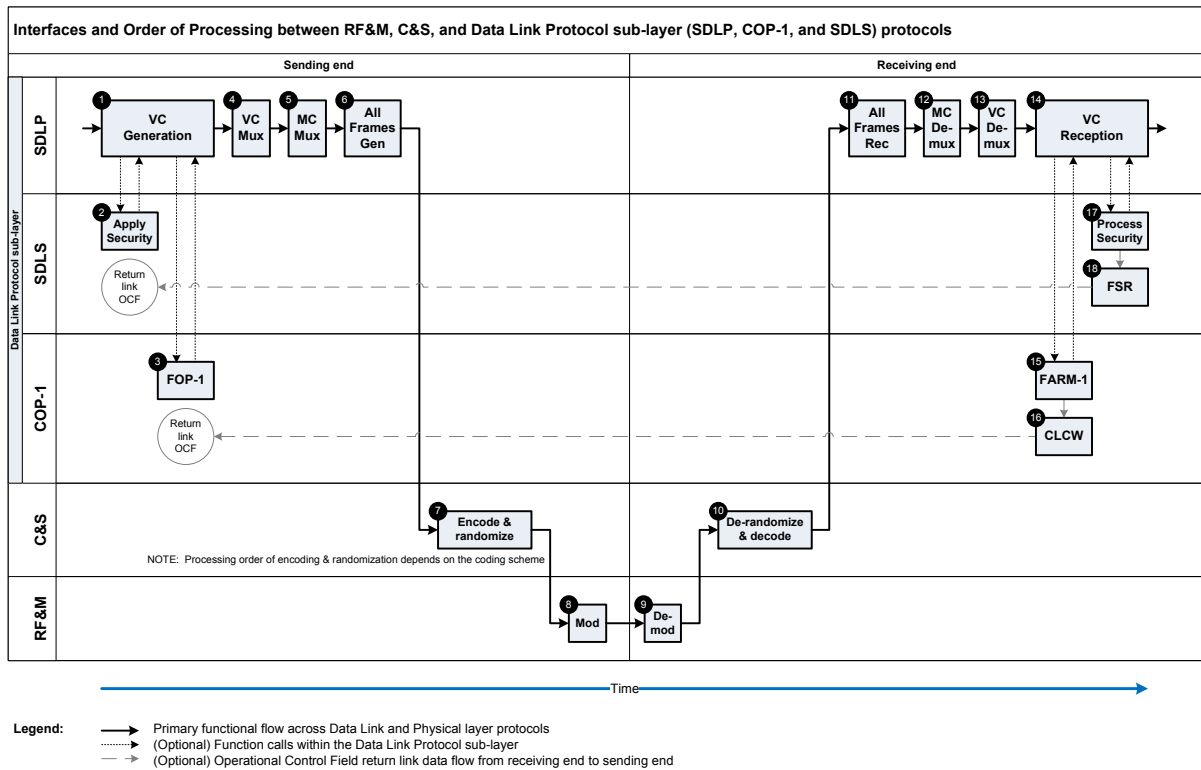 Interfaces and Order of Processing between RF&M, C&S, and Data Link Protocol sub-layer (SDLP, COP-1, and SDLS) protocols
Sending end
Receiving end
Data Link Protocol sub-layer
SDLP
1
VC
Generation
4
VC
Mux
5
MC
Mux
6
All
Frames
Gen
11
All
Frames
Rec
12
MC
De-
mux
13
VC
De-
mux
14
VC
Reception
SDLS
2
Apply
Security
Return
link
OCF
17
Process
Security
18
FSR
COP-1
3
FOP-1
Return
link
OCF
15
FARM-1
16
CLCW
C&S
7
Encode &
randomize
10
De-randomize
& decode
NOTE: Processing order of encoding & randomization depends on the coding scheme
RF&M
8
Mod
9
De-
mod
Time
Legend:
Primary functional flow across Data Link and Physical layer protocols
(Optional) Function calls within the Data Link Protocol sub-layer
(Optional) Operational Control Field return link data flow from receiving end to sending end